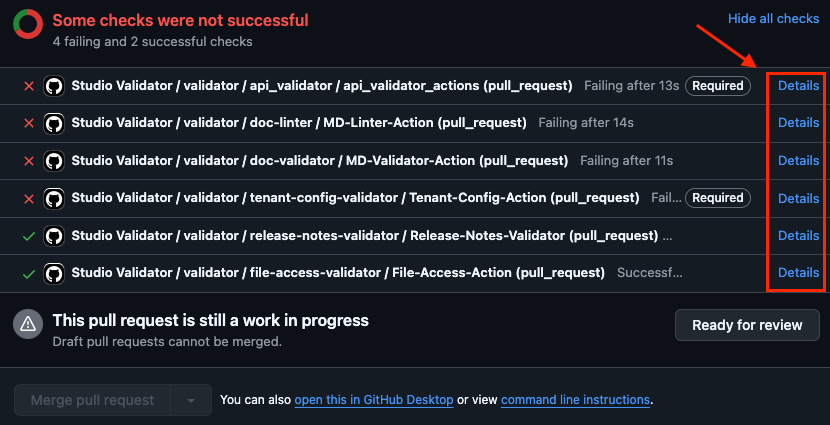 Some checks were not successful
Hide all checks
4 failing and 2 successful checks
Studio Validator / validator / api_validator / api_validator_actions (pull_request) Failing after 13s Required Details
Studio Validator / validator / doc-linter / MD-Linter-Action (pull_request) Failing after 14s Details
Studio Validator / validator / doc-validator / MD-Validator-Action (pull_request) Failing after 11s Details
Studio Validator / validator / tenant-config-validator / Tenant-Config-Action (pull_request) Fail... Required Details
Studio Validator / validator / release-notes-validator / Release-Notes-Validator (pull_request) ... Details
Studio Validator / validator / file-access-validator / File-Access-Action (pull_request) Successf... Details
This pull request is still a work in progress
Draft pull requests cannot be merged.
Ready for review
Merge pull request
You can also open this in GitHub Desktop or view command line instructions.